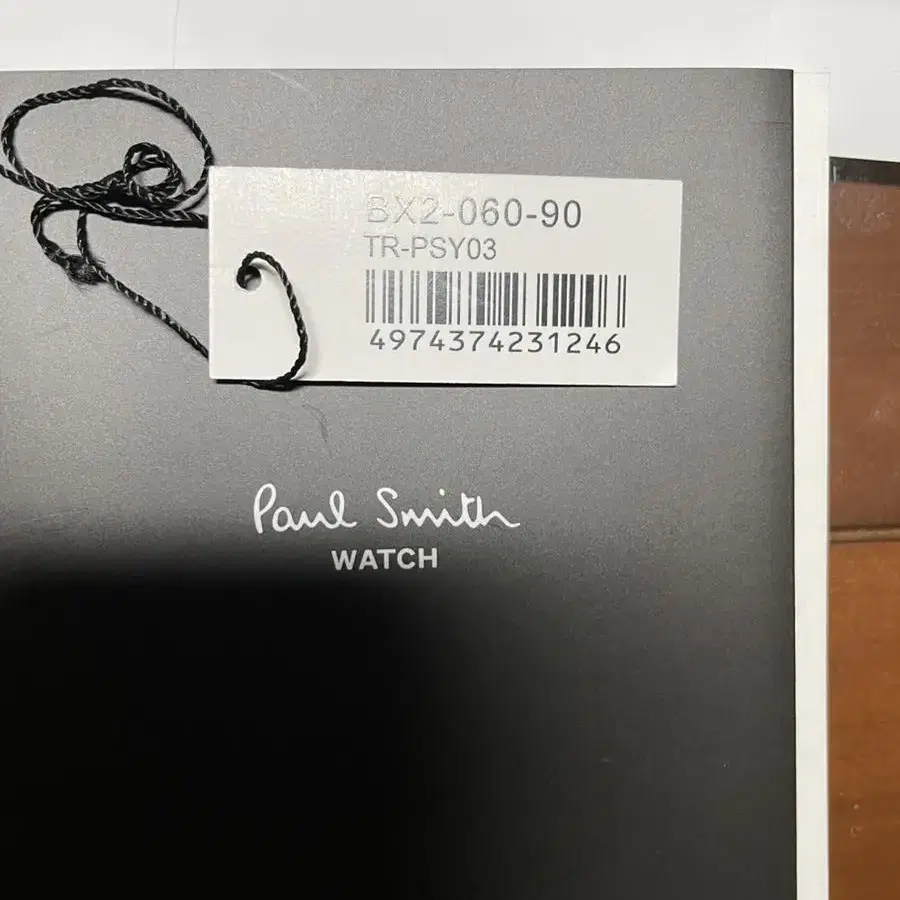 BX2-060-90
TR-PSY03
4974374231246
Paul Smith
WATCH